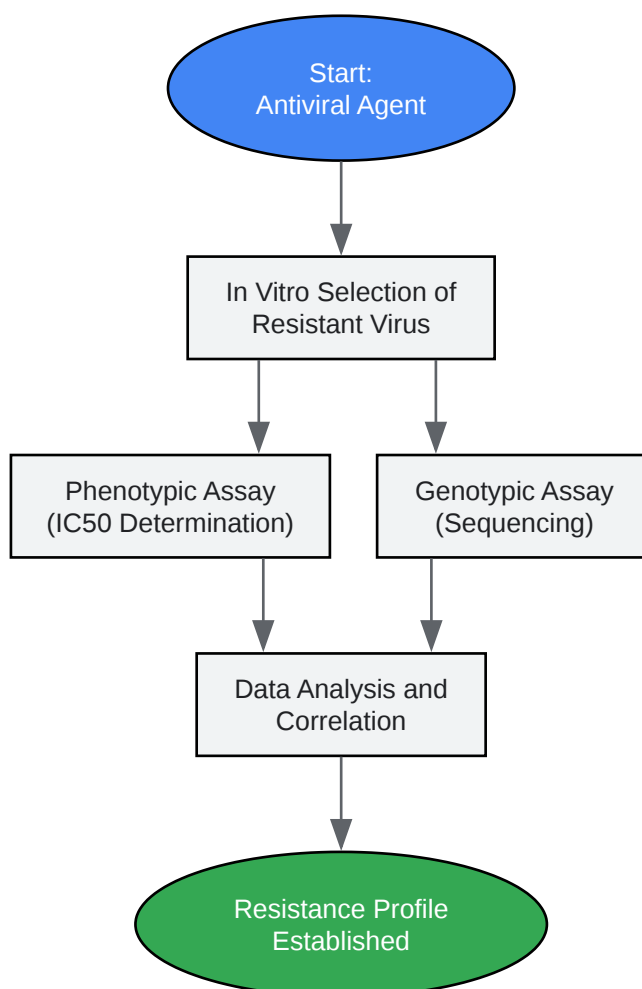 Start:
Antiviral Agent
In Vitro Selection of
Resistant Virus
Phenotypic Assay
(IC50 Determination)
Genotypic Assay
(Sequencing)
Data Analysis and
Correlation
Resistance Profile
Established